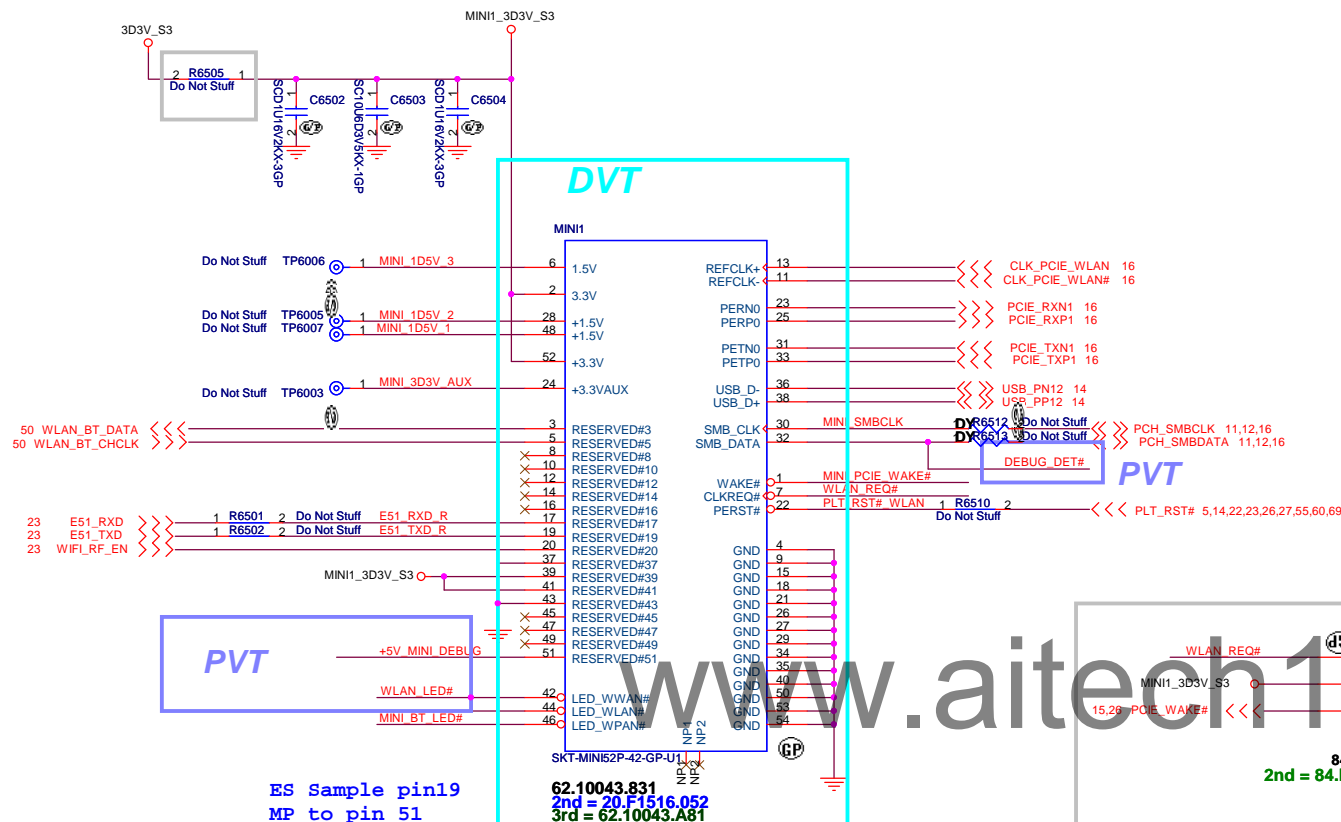 3D3V_S3
MINI1_3D3V_S3
2 R6505 1
Do Not Stuff
SCD1U16V2KX-3GP
1
2
C6502
SC10U6D3V5KX-1GP
1
2
C6503
SCD1U16V2KX-3GP
1
2
C6504
DVT
MINI1
Do Not Stuff TP6006 1 MINI_1D5V_3 6 1.5V
2 3.3V
Do Not Stuff TP6005 1 MINI_1D5V_2 28 +1.5V
Do Not Stuff TP6007 1 MINI_1D5V_1 48 +1.5V
52 +3.3V
Do Not Stuff TP6003 1 MINI_3D3V_AUX 24 +3.3VAUX
50 WLAN_BT_DATA 3 RESERVED#3
50 WLAN_BT_CHCLK 5 RESERVED#5
8 RESERVED#8
10 RESERVED#10
12 RESERVED#12
14 RESERVED#14
16 RESERVED#16
23 E51_RXD 1 R6501 2 Do Not Stuff E51_RXD_R 17 RESERVED#17
23 E51_TXD 1 R6502 2 Do Not Stuff E51_TXD_R 19 RESERVED#19
23 WIFI_RF_EN 20 RESERVED#20
37 RESERVED#37
MINI1_3D3V_S3 39 RESERVED#39
41 RESERVED#41
43 RESERVED#43
45 RESERVED#45
47 RESERVED#47
49 RESERVED#49
PVT
+5V_MINI_DEBUG 51 RESERVED#51
WLAN_LED# 42 LED_WWAN#
44 LED_WLAN#
MINI_BT_LED# 46 LED_WPAN#
REFCLK+ 13 CLK_PCIE_WLAN 16
REFCLK- 11 CLK_PCIE_WLAN# 16
PERN0 23 PCIE_RXN1 16
PERP0 25 PCIE_RXP1 16
PETN0 31 PCIE_TXN1 16
PETP0 33 PCIE_TXP1 16
USB_D- 36 USB_PN12 14
USB_D+ 38 USB_PP12 14
SMB_CLK 30 MINI_SMBCLK DY R6512 Do Not Stuff PCH_SMBCLK 11,12,16
SMB_DATA 32 DY R6513 Do Not Stuff PCH_SMBDATA 11,12,16
DEBUG_DET#
PVT
WAKE# 1 MINI_PCIE_WAKE#
CLKREQ# 7 WLAN_REQ#
PERST# 22 PLT_RST#_WLAN 1 R6510 2 PLT_RST# 5,14,22,23,26,27,55,60,69
Do Not Stuff
GND 4
GND 9
GND 15
GND 18
GND 21
GND 26
GND 27
GND 29
GND 34
GND 35
GND 40
GND 50
GND 53
GND 54
NP1 NP2
NP1 NP2
SKT-MINI52P-42-GP-U1
GP
62.10043.831
2nd = 20.F1516.052
3rd = 62.10043.A81
ES Sample pin19
MP to pin 51
WLAN_REQ#
MINI1_3D3V_S3
15,26 PCIE_WAKE#
2nd = 84.
www.aitech1